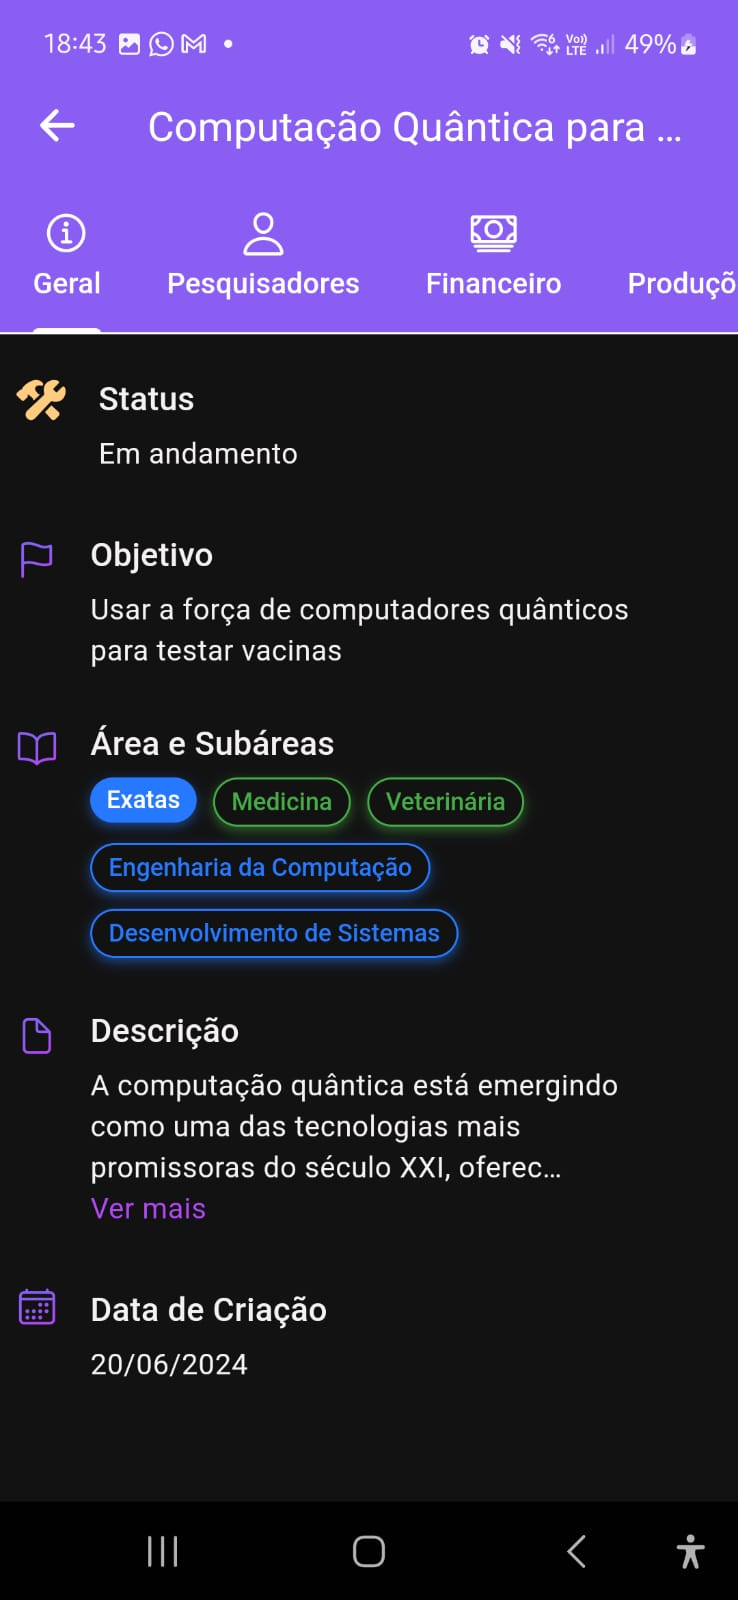 18:43
Vo)) LTE 49%
Computação Quântica para ...
Geral Pesquisadores Financeiro Produçõ
Status
Em andamento
Objetivo
Usar a força de computadores quânticos
para testar vacinas
Área e Subáreas
Exatas Medicina Veterinária
Engenharia da Computação
Desenvolvimento de Sistemas
Descrição
A computação quântica está emergindo
como uma das tecnologias mais
promissoras do século XXI, oferec...
Ver mais
Data de Criação
20/06/2024